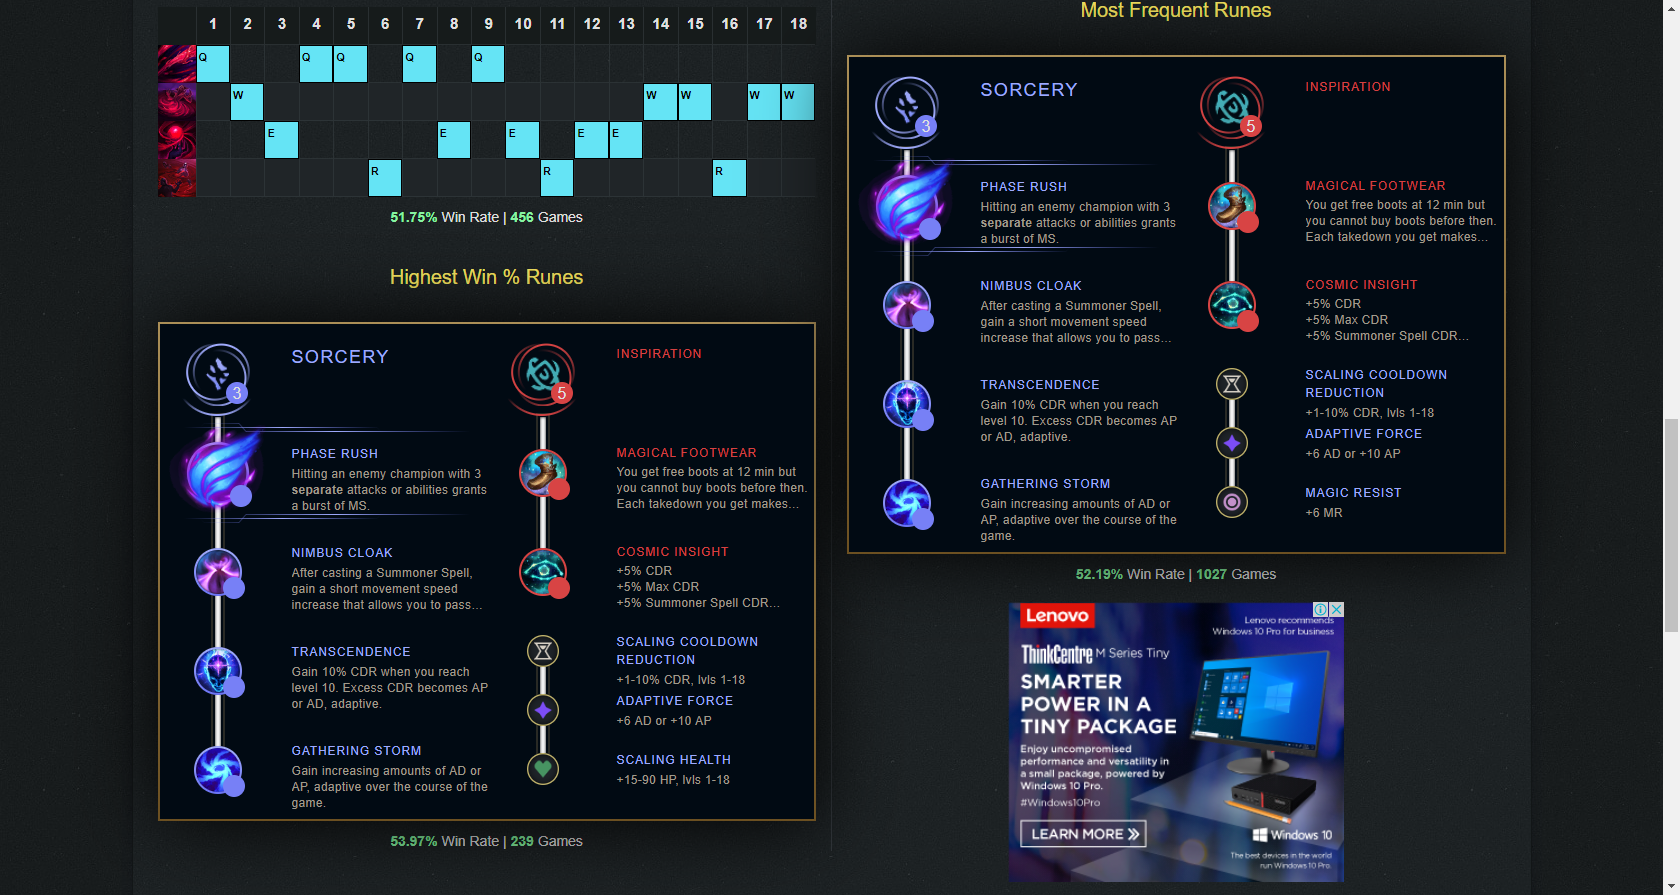 1 2 3 4 5 6 7 8 9 10 11 12 13 14 15 16 17 18
Q Q Q Q Q
W W W W W
E E E E E
R R R
51.75% Win Rate | 456 Games
Highest Win % Runes
SORCERY
3
PHASE RUSH
Hitting an enemy champion with 3
separate attacks or abilities grants
a burst of MS.
NIMBUS CLOAK
After casting a Summoner Spell,
gain a short movement speed
increase that allows you to pass...
TRANSCENDENCE
Gain 10% CDR when you reach
level 10. Excess CDR becomes AP
or AD, adaptive.
GATHERING STORM
Gain increasing amounts of AD or
AP, adaptive over the course of the
game.
INSPIRATION
5
MAGICAL FOOTWEAR
You get free boots at 12 min but
you cannot buy boots before then.
Each takedown you get makes...
COSMIC INSIGHT
+5% CDR
+5% Max CDR
+5% Summoner Spell CDR...
SCALING COOLDOWN
REDUCTION
+1-10% CDR, lvls 1-18
ADAPTIVE FORCE
+6 AD or +10 AP
SCALING HEALTH
+15-90 HP, lvls 1-18
53.97% Win Rate | 239 Games
Most Frequent Runes
SORCERY
3
PHASE RUSH
Hitting an enemy champion with 3
separate attacks or abilities grants
a burst of MS.
NIMBUS CLOAK
After casting a Summoner Spell,
gain a short movement speed
increase that allows you to pass...
TRANSCENDENCE
Gain 10% CDR when you reach
level 10. Excess CDR becomes AP
or AD, adaptive.
GATHERING STORM
Gain increasing amounts of AD or
AP, adaptive over the course of the
game.
INSPIRATION
5
MAGICAL FOOTWEAR
You get free boots at 12 min but
you cannot buy boots before then.
Each takedown you get makes...
COSMIC INSIGHT
+5% CDR
+5% Max CDR
+5% Summoner Spell CDR...
SCALING COOLDOWN
REDUCTION
+1-10% CDR, lvls 1-18
ADAPTIVE FORCE
+6 AD or +10 AP
MAGIC RESIST
+6 MR
52.19% Win Rate | 1027 Games
Lenovo
Lenovo recommends
Windows 10 Pro for business
ThinkCentre M Series Tiny
SMARTER
POWER IN A
TINY PACKAGE
Enjoy uncompromised
performance and versatility in
a small package, powered by
Windows 10 Pro.
#Windows10Pro
LEARN MORE
Windows 10
The best devices in the world
run Windows 10 Pro.